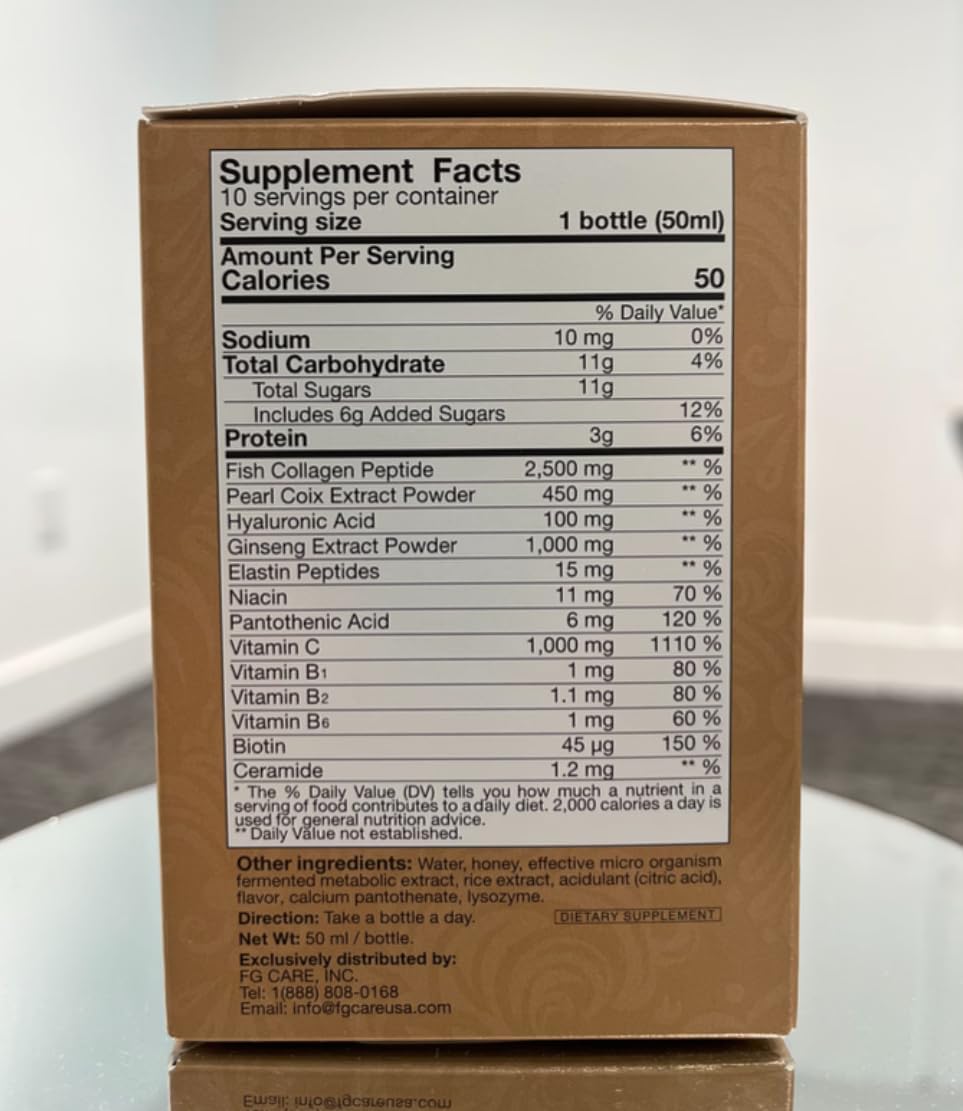 Supplement Facts
10 servings per container
Serving size 1 bottle (50ml)
Amount Per Serving
Calories 50
% Daily Value*
Sodium 10 mg 0%
Total Carbohydrate 11g 4%
Total Sugars 11g
Includes 6g Added Sugars 12%
Protein 3g 6%
Fish Collagen Peptide 2,500 mg ** %
Pearl Coix Extract Powder 450 mg ** %
Hyaluronic Acid 100 mg ** %
Ginseng Extract Powder 1,000 mg ** %
Elastin Peptides 15 mg ** %
Niacin 11 mg 70 %
Pantothenic Acid 6 mg 120 %
Vitamin C 1,000 mg 1110 %
Vitamin B1 1 mg 80 %
Vitamin B2 1.1 mg 80 %
Vitamin B6 1 mg 60 %
Biotin 45 µg 150 %
Ceramide 1.2 mg ** %
* The % Daily Value (DV) tells you how much a nutrient in a
serving of food contributes to a daily diet. 2,000 calories a day is
used for general nutrition advice.
** Daily Value not established.
Other ingredients: Water, honey, effective micro organism
fermented metabolic extract, rice extract, acidulant (citric acid),
flavor, calcium pantothenate, lysozyme.
Direction: Take a bottle a day. DIETARY SUPPLEMENT
Net Wt: 50 ml / bottle.
Exclusively distributed by:
FG CARE, INC.
Tel: 1(888) 808-0168
Email: info@fgcareusa.com
Email: info@fgcareusa.com